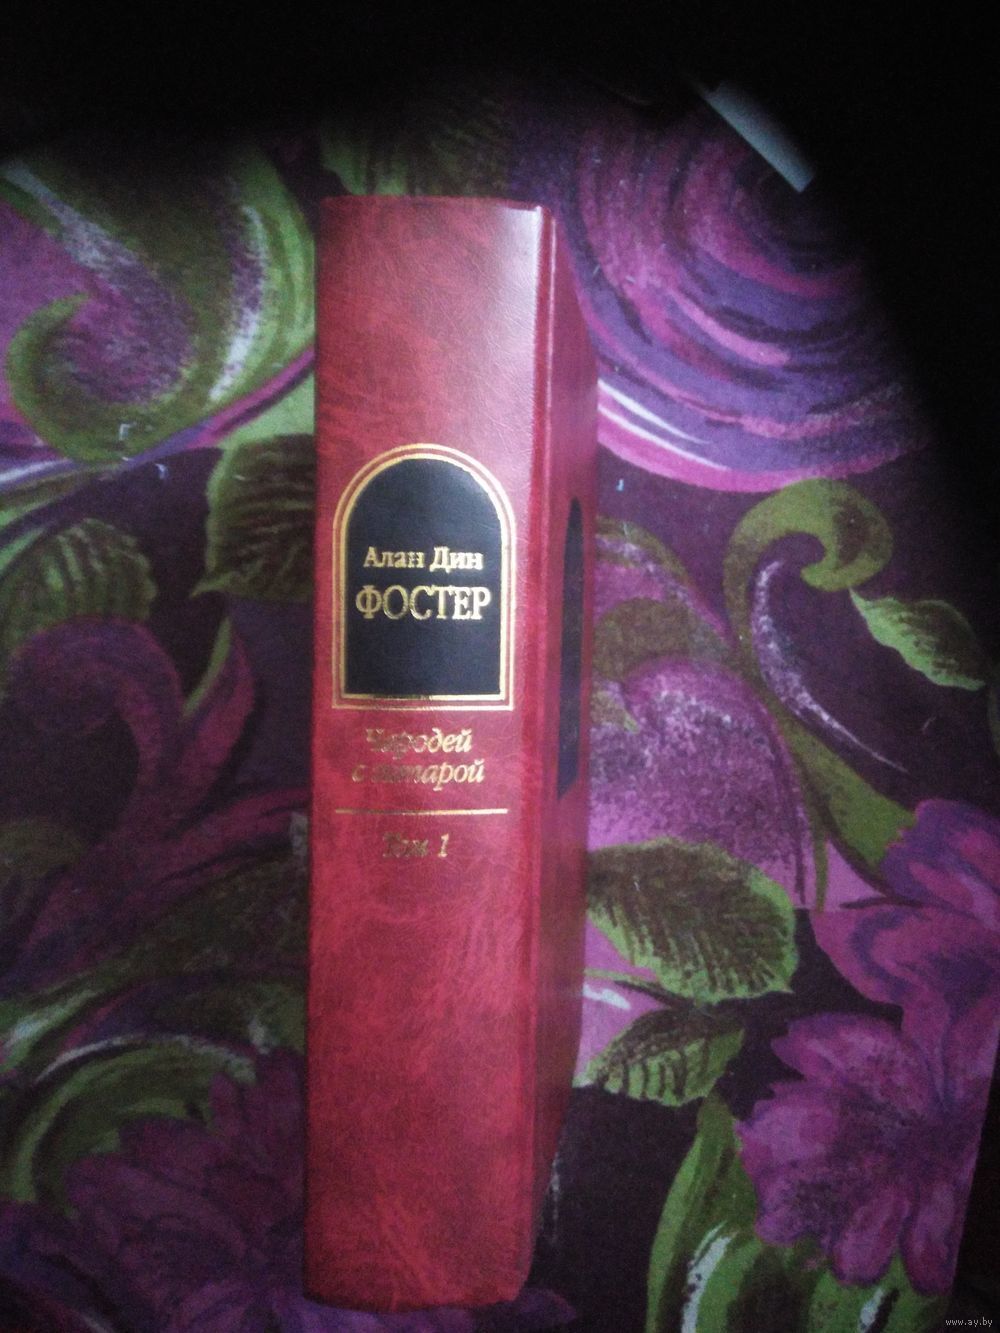 Алан Дин
ФОСТЕР
Чародей
с гитарой
Том 1
www.ay.by